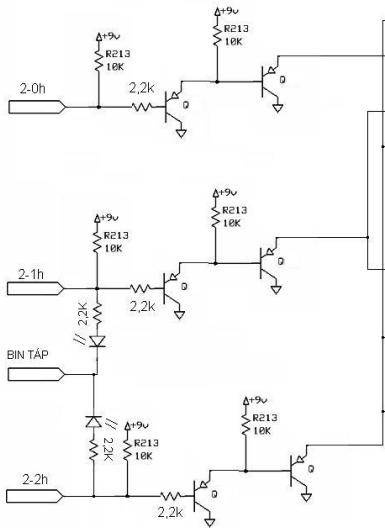 +9v
+9v
R213
10K
R213
10K
2-0h
2,2k
Q
Q
+9v
+9v
R213
10K
R213
10K
2-1h
2,2k
Q
Q
2,2K
//
BIN TÁP
//
+9v
+9v
2,2K
R213
10K
R213
10K
2-2h
2,2k
Q
Q